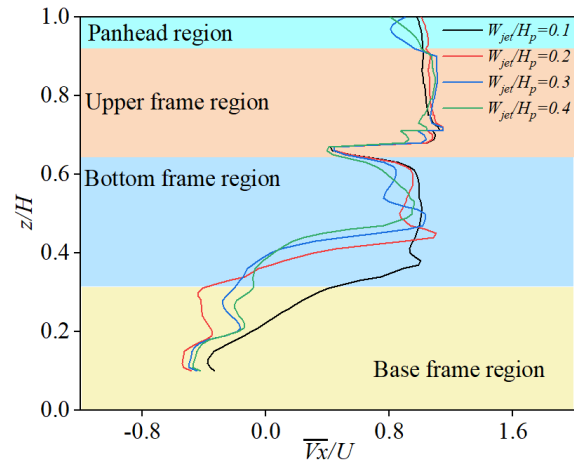 1.0
0.8
0.6
0.4
0.2
0.0
z/H
Panhead region
Upper frame region
Bottom frame region
Base frame region
W_jet/H_p=0.1
W_jet/H_p=0.2
W_jet/H_p=0.3
W_jet/H_p=0.4
-0.8
0.0
0.8
1.6
V̅x̅/U